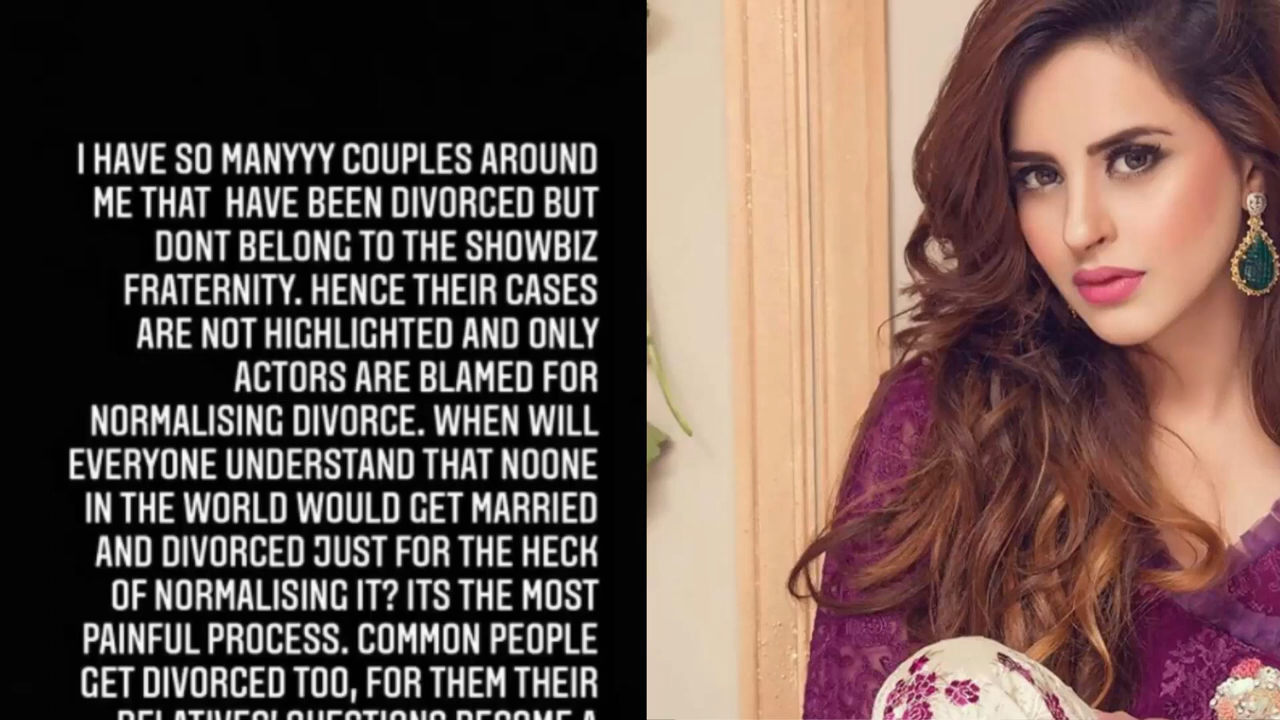 I HAVE SO MANYYY COUPLES AROUND
ME THAT HAVE BEEN DIVORCED BUT
DONT BELONG TO THE SHOWBIZ
FRATERNITY. HENCE THEIR CASES
ARE NOT HIGHLIGHTED AND ONLY
ACTORS ARE BLAMED FOR
NORMALISING DIVORCE. WHEN WILL
EVERYONE UNDERSTAND THAT NOONE
IN THE WORLD WOULD GET MARRIED
AND DIVORCED JUST FOR THE HECK
OF NORMALISING IT? ITS THE MOST
PAINFUL PROCESS. COMMON PEOPLE
GET DIVORCED TOO, FOR THEM THEIR
RELATIVES' QUESTIONS BECOME A